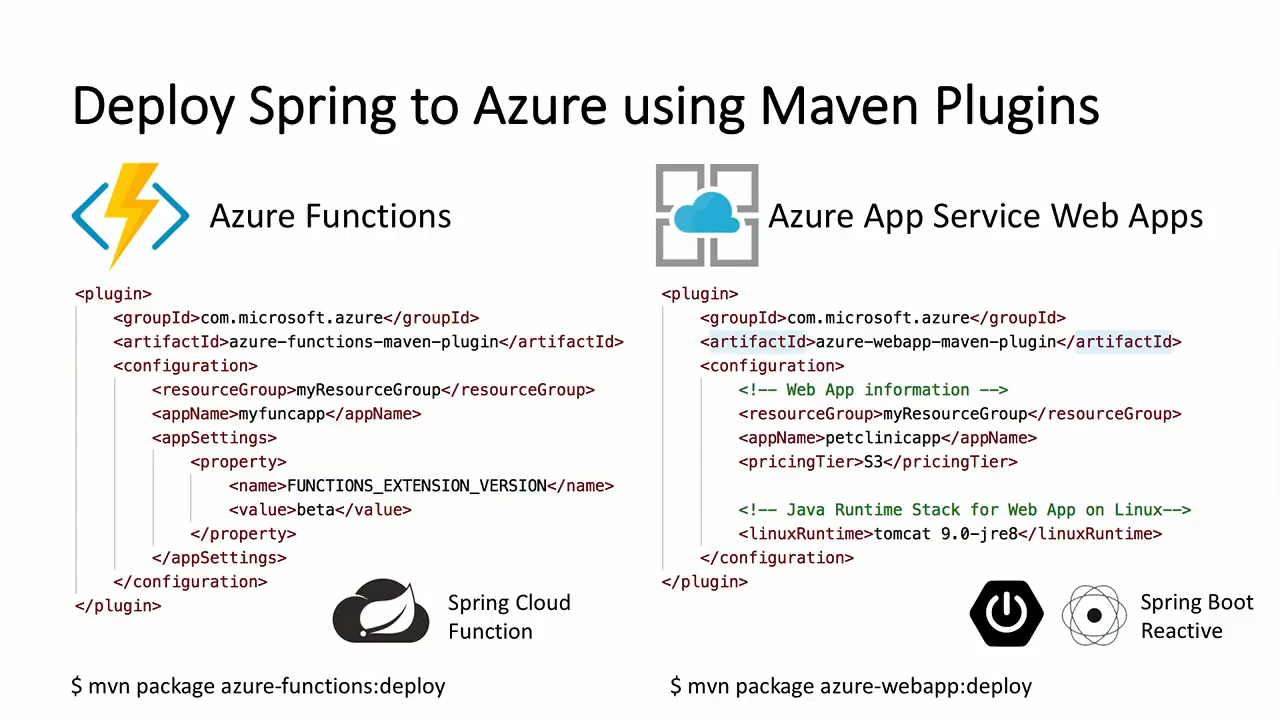 Deploy Spring to Azure using Maven Plugins
Azure Functions
<plugin>
<groupId>com.microsoft.azure</groupId>
<artifactId>azure-functions-maven-plugin</artifactId>
<configuration>
<resourceGroup>myResourceGroup</resourceGroup>
<appName>myfuncapp</appName>
<appSettings>
<property>
<name>FUNCTIONS_EXTENSION_VERSION</name>
<value>beta</value>
</property>
</appSettings>
</configuration>
</plugin>
Spring Cloud
Function
$ mvn package azure-functions:deploy
Azure App Service Web Apps
<plugin>
<groupId>com.microsoft.azure</groupId>
<artifactId>azure-webapp-maven-plugin</artifactId>
<configuration>
<!-- Web App information -->
<resourceGroup>myResourceGroup</resourceGroup>
<appName>petclinicapp</appName>
<pricingTier>S3</pricingTier>
<!-- Java Runtime Stack for Web App on Linux-->
<linuxRuntime>tomcat 9.0-jre8</linuxRuntime>
</configuration>
</plugin>
Spring Boot
Reactive
$ mvn package azure-webapp:deploy